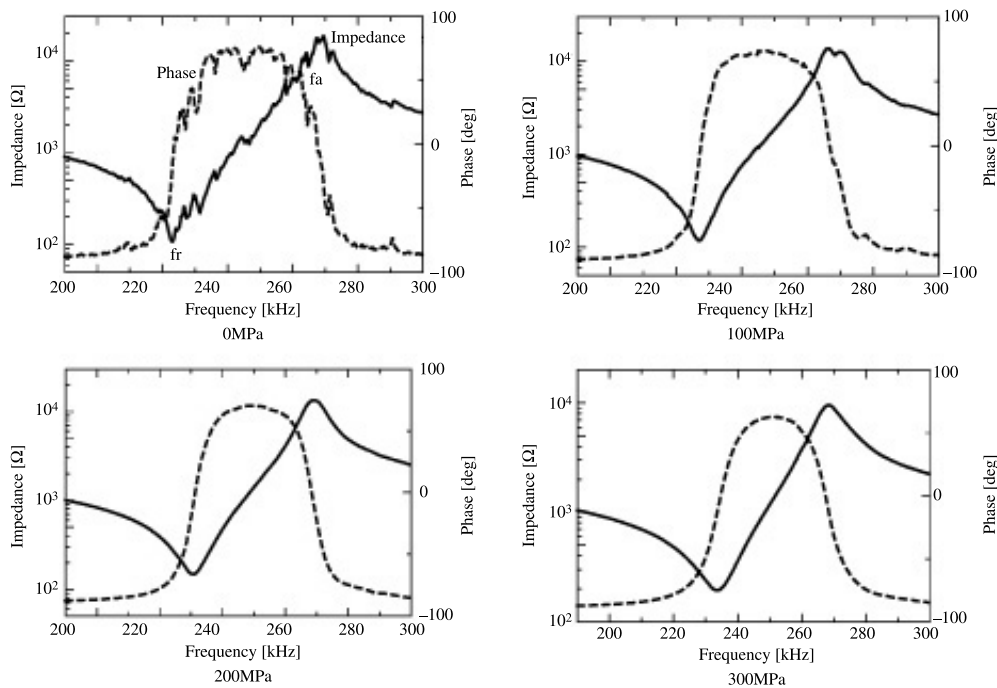 100
10⁴
Impedance
Phase
fa
Impedance [Ω]
0
Phase [deg]
10³
10²
fr
−100
200 220 240 260 280 300
Frequency [kHz]
0MPa
100
10⁴
Impedance [Ω]
0
Phase [deg]
10³
10²
−100
200 220 240 260 280 300
Frequency [kHz]
100MPa
100
10⁴
Impedance [Ω]
0
Phase [deg]
10³
10²
−100
200 220 240 260 280 300
Frequency [kHz]
200MPa
100
10⁴
Impedance [Ω]
0
Phase [deg]
10³
10²
−100
200 220 240 260 280 300
Frequency [kHz]
300MPa